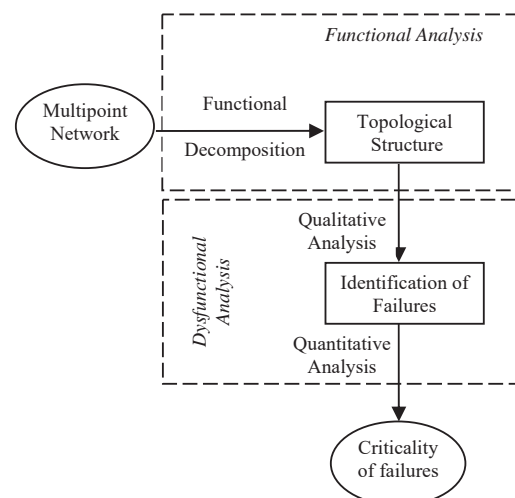 Functional Analysis
Multipoint
Network
Functional
Decomposition
Topological
Structure
Qualitative
Analysis
Dysfunctional
Analysis
Identification of
Failures
Quantitative
Analysis
Criticality
of failures